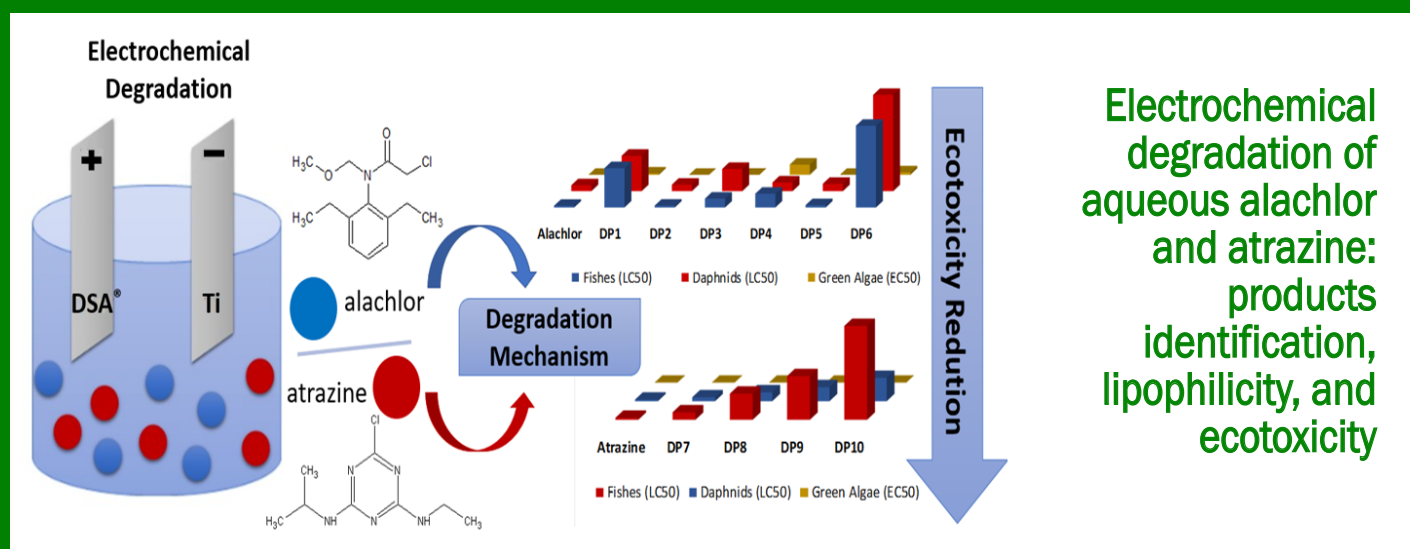 Electrochemical
Degradation
+
−
DSA®
Ti
H₃C
O
N
O
Cl
H₃C
CH₃
alachlor
atrazine
Cl
CH₃
N
N
H₃C
NH
N
NH
CH₃
Degradation
Mechanism
Alachlor DP1 DP2 DP3 DP4 DP5 DP6
Fishes (LC50) Daphnids (LC50) Green Algae (EC50)
Atrazine DP7 DP8 DP9 DP10
Fishes (LC50) Daphnids (LC50) Green Algae (EC50)
Ecotoxicity Redution
Electrochemical
degradation of
aqueous alachlor
and atrazine:
products
identification,
lipophilicity, and
ecotoxicity